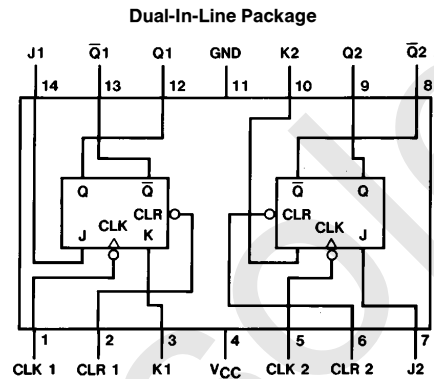 Dual-In-Line Package
J1 Q̅1 Q1 GND K2 Q2 Q̅2
14 13 12 11 10 9 8
Q Q̅ Q̅ Q
CLR CLR
CLK CLK
J K K J
1 2 3 4 5 6 7
CLK 1 CLR 1 K1 VCC CLK 2 CLR 2 J2